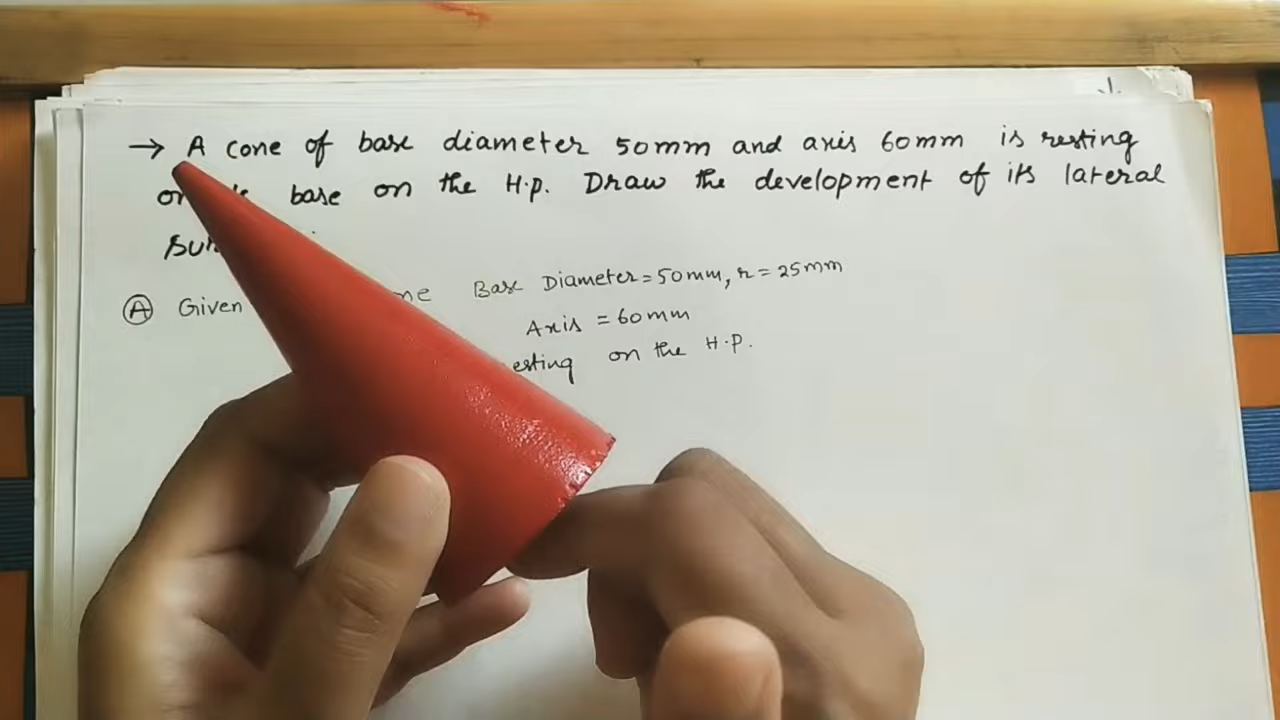 → A cone of base diameter 50mm and axis 60mm is resting
on base on the H.p. Draw the development of its lateral
Ⓐ Given Base Diameter=50mm, r=25mm
Axis = 60mm
on the H.P.